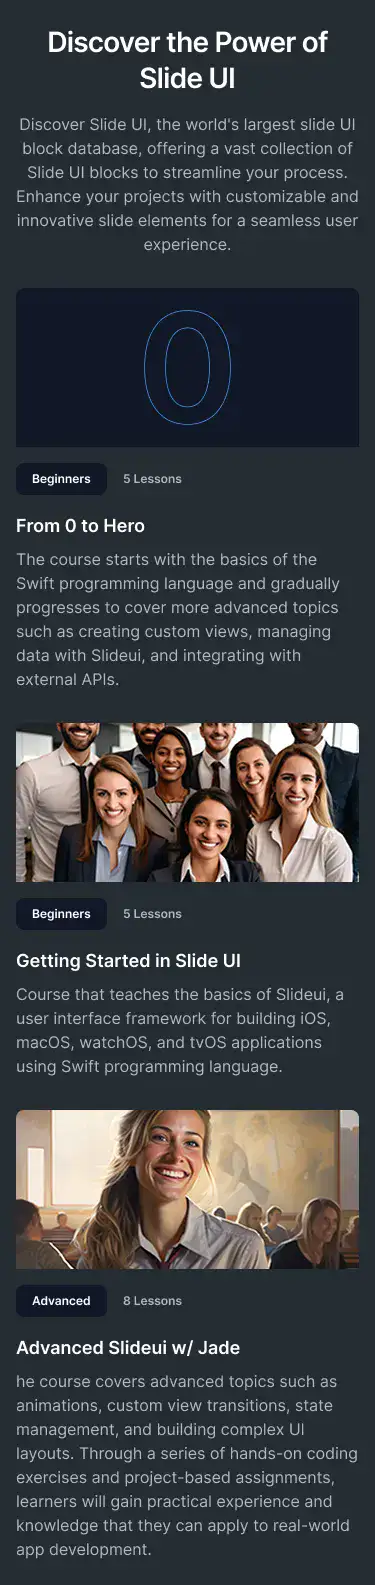 Discover the Power of
Slide UI
Discover Slide UI, the world's largest slide UI
block database, offering a vast collection of
Slide UI blocks to streamline your process.
Enhance your projects with customizable and
innovative slide elements for a seamless user
experience.
0
Beginners 5 Lessons
From 0 to Hero
The course starts with the basics of the
Swift programming language and gradually
progresses to cover more advanced topics
such as creating custom views, managing
data with Slideui, and integrating with
external APIs.
Beginners 5 Lessons
Getting Started in Slide UI
Course that teaches the basics of Slideui, a
user interface framework for building iOS,
macOS, watchOS, and tvOS applications
using Swift programming language.
Advanced 8 Lessons
Advanced Slideui w/ Jade
he course covers advanced topics such as
animations, custom view transitions, state
management, and building complex UI
layouts. Through a series of hands-on coding
exercises and project-based assignments,
learners will gain practical experience and
knowledge that they can apply to real-world
app development.